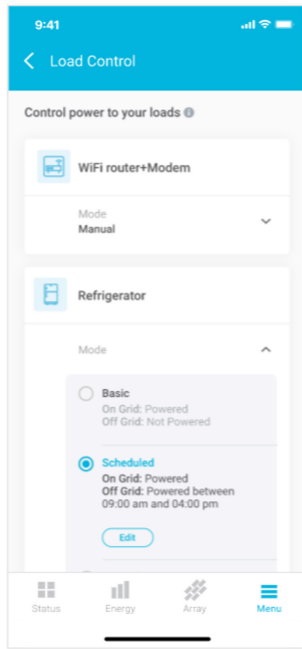 9:41
Load Control
Control power to your loads
WiFi router+Modem
Mode
Manual
Refrigerator
Mode
Basic
On Grid: Powered
Off Grid: Not Powered
Scheduled
On Grid: Powered
Off Grid: Powered between
09:00 am and 04:00 pm
Edit
Status
Energy
Array
Menu